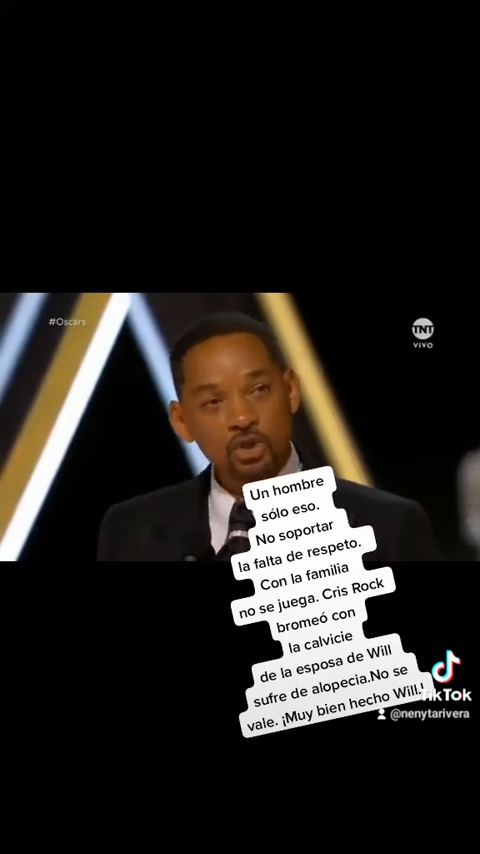 #Oscars
TNT
VIVO
Un hombre
sólo eso.
No soportar
la falta de respeto.
Con la familia
no se juega. Cris Rock
bromeó con
la calvicie
de la esposa de Will
sufre de alopecia.No se
vale. ¡Muy bien hecho Will.!
TikTok
@nenytarivera